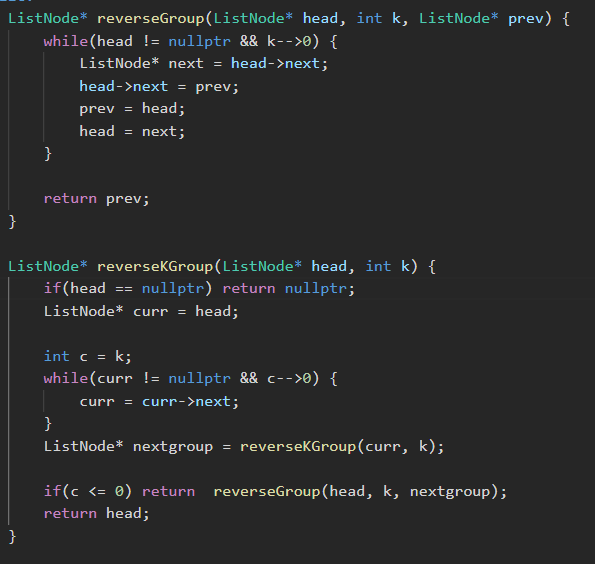 ListNode* reverseGroup(ListNode* head, int k, ListNode* prev) {
    while(head != nullptr && k-->0) {
        ListNode* next = head->next;
        head->next = prev;
        prev = head;
        head = next;
    }
    return prev;
}
ListNode* reverseKGroup(ListNode* head, int k) {
    if(head == nullptr) return nullptr;
    ListNode* curr = head;
    int c = k;
    while(curr != nullptr && c-->0) {
        curr = curr->next;
    }
    ListNode* nextgroup = reverseKGroup(curr, k);
    if(c <= 0) return  reverseGroup(head, k, nextgroup);
    return head;
}